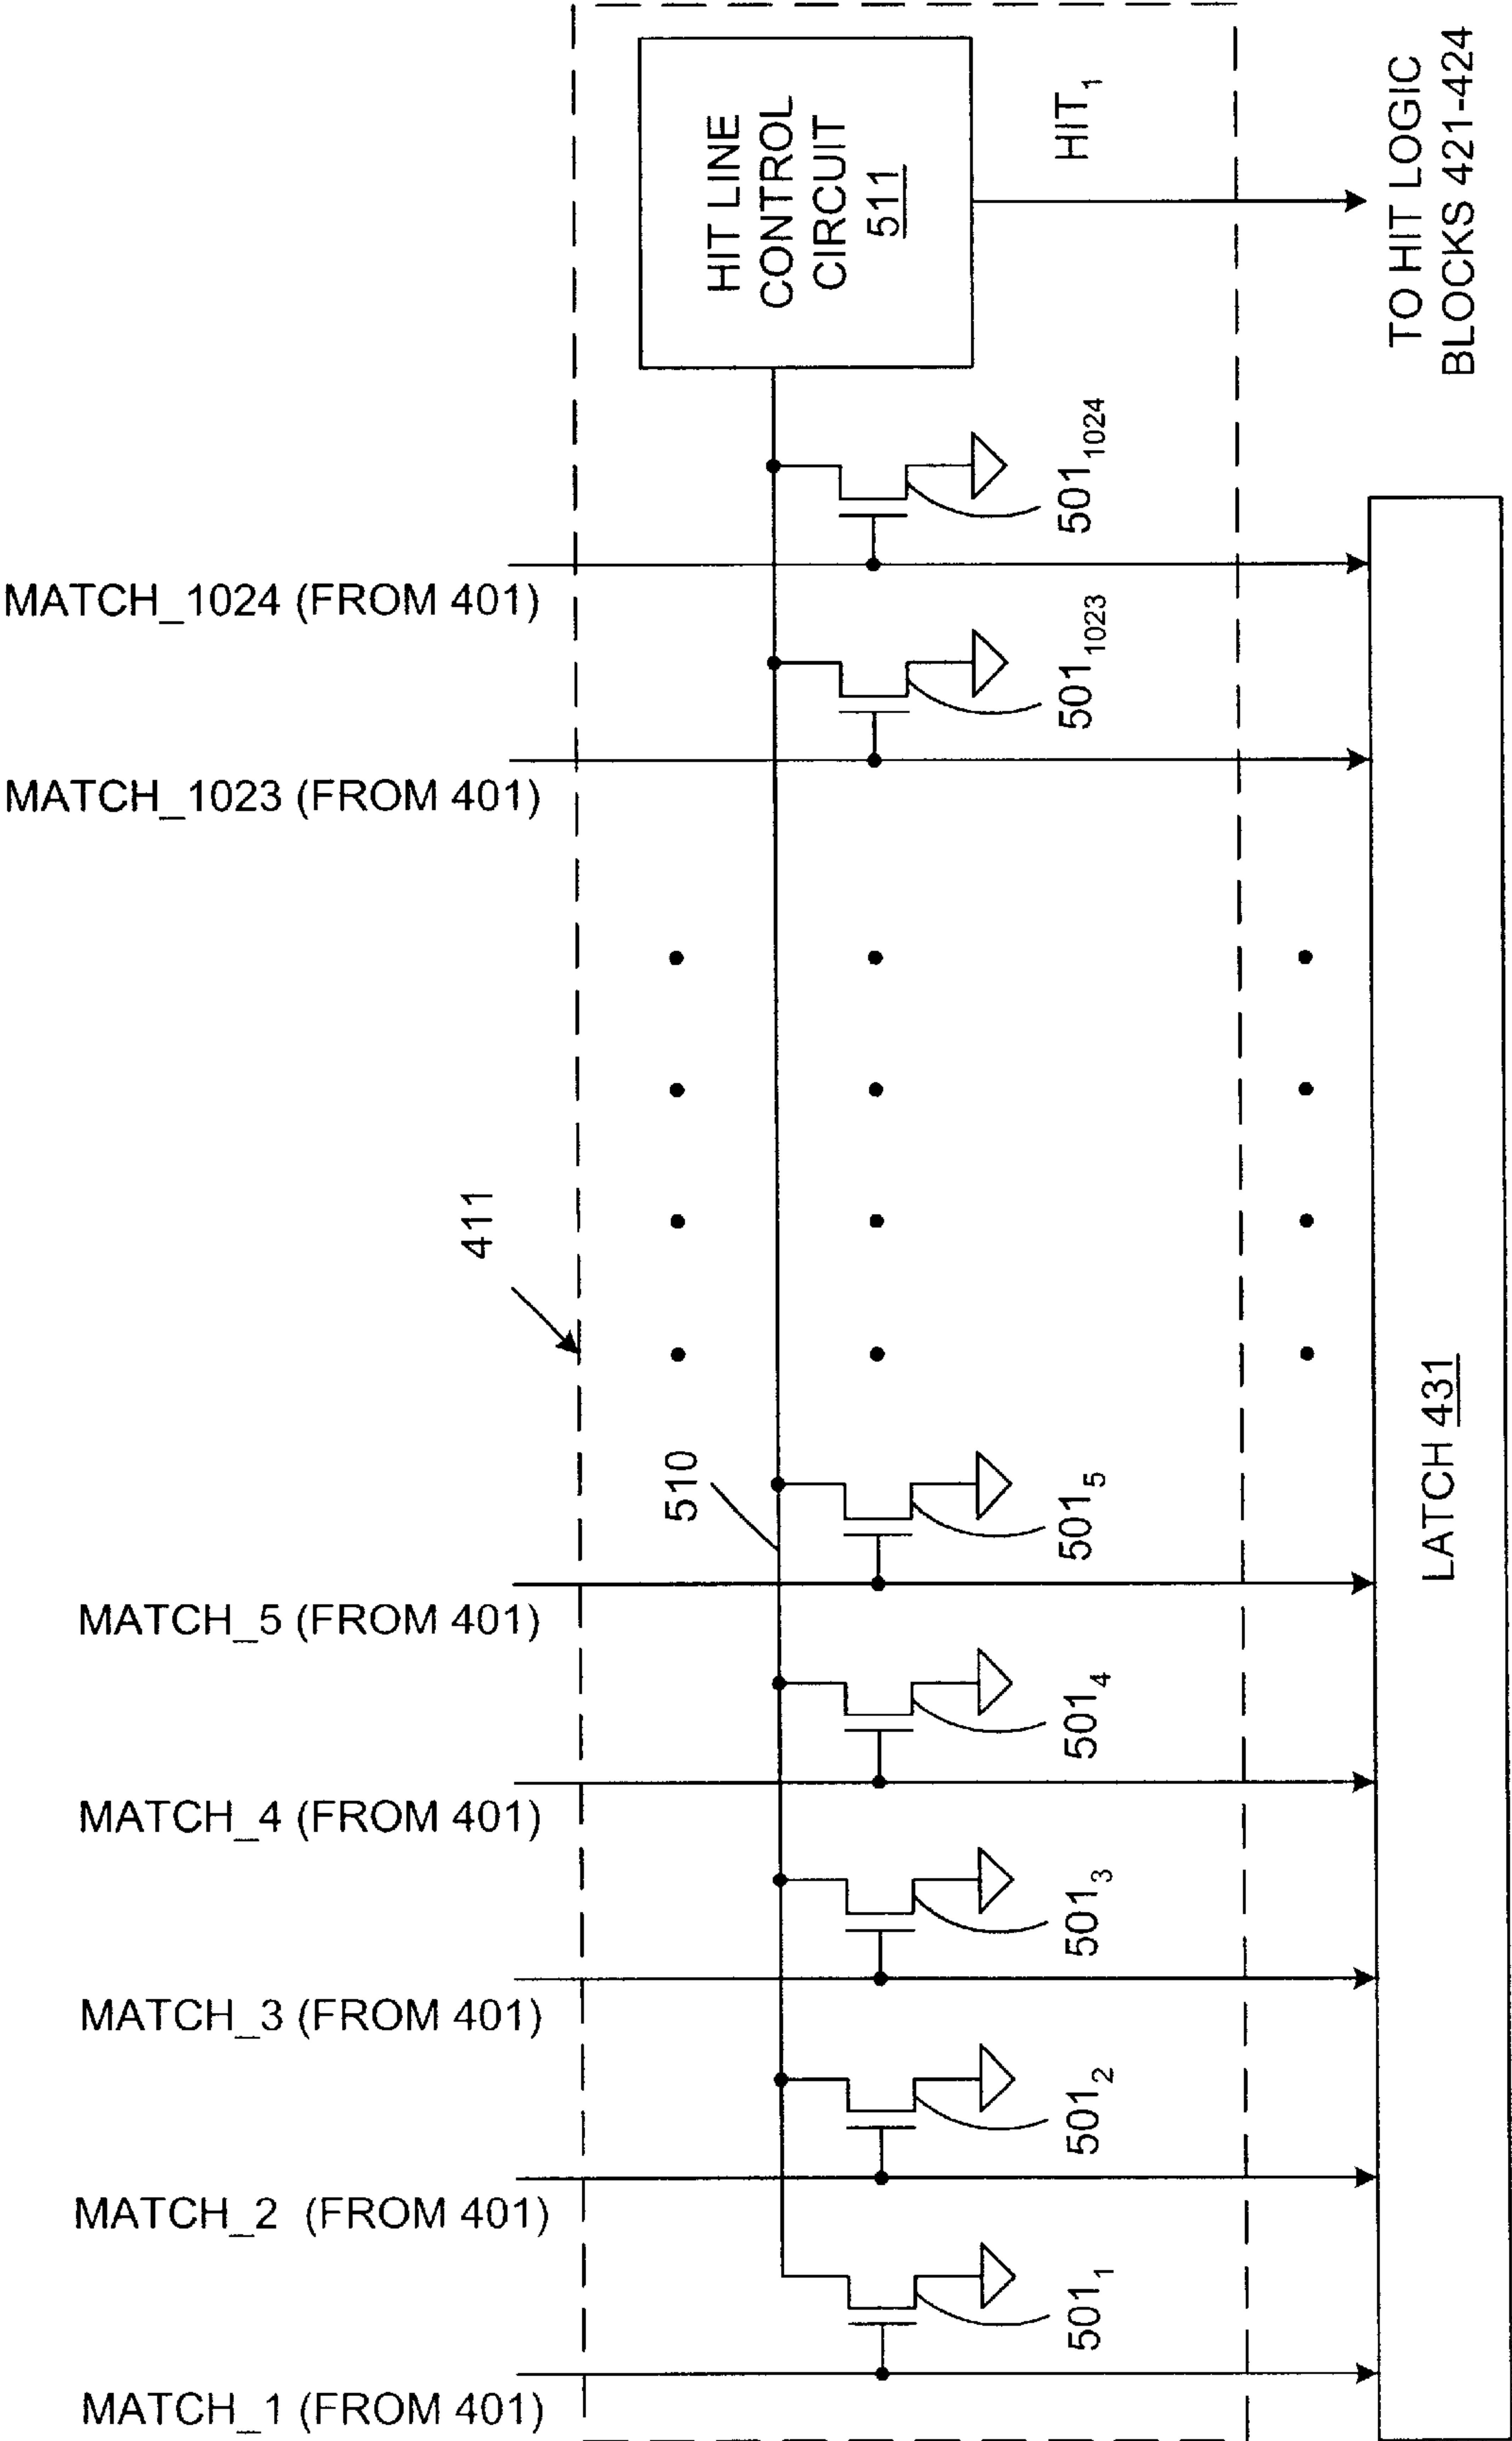 MATCH_1024 (FROM 401)
MATCH_1023 (FROM 401)
MATCH_5 (FROM 401)
MATCH_4 (FROM 401)
MATCH_3 (FROM 401)
MATCH_2 (FROM 401)
MATCH_1 (FROM 401)
411
510
HIT LINE
CONTROL
CIRCUIT
511
HIT₁
TO HIT LOGIC
BLOCKS 421-424
501₁
501₂
501₃
501₄
501₅
501₁₀₂₃
501₁₀₂₄
LATCH 431